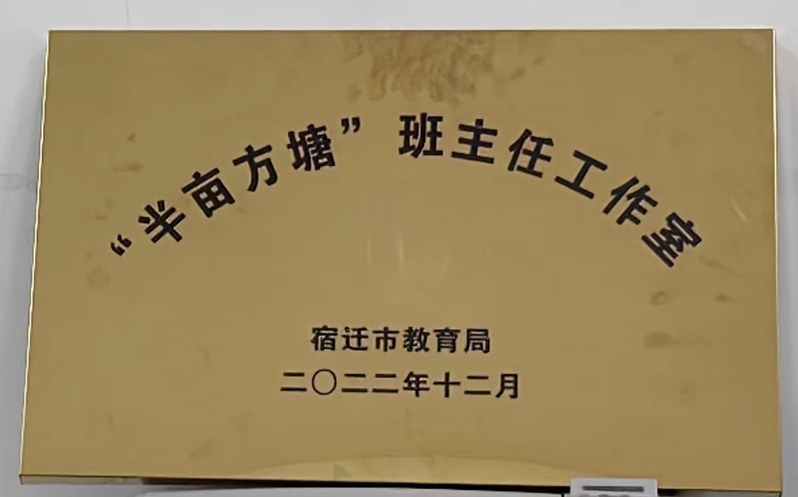 “半亩方塘”班主任工作室
宿迁市教育局
二〇二二年十二月